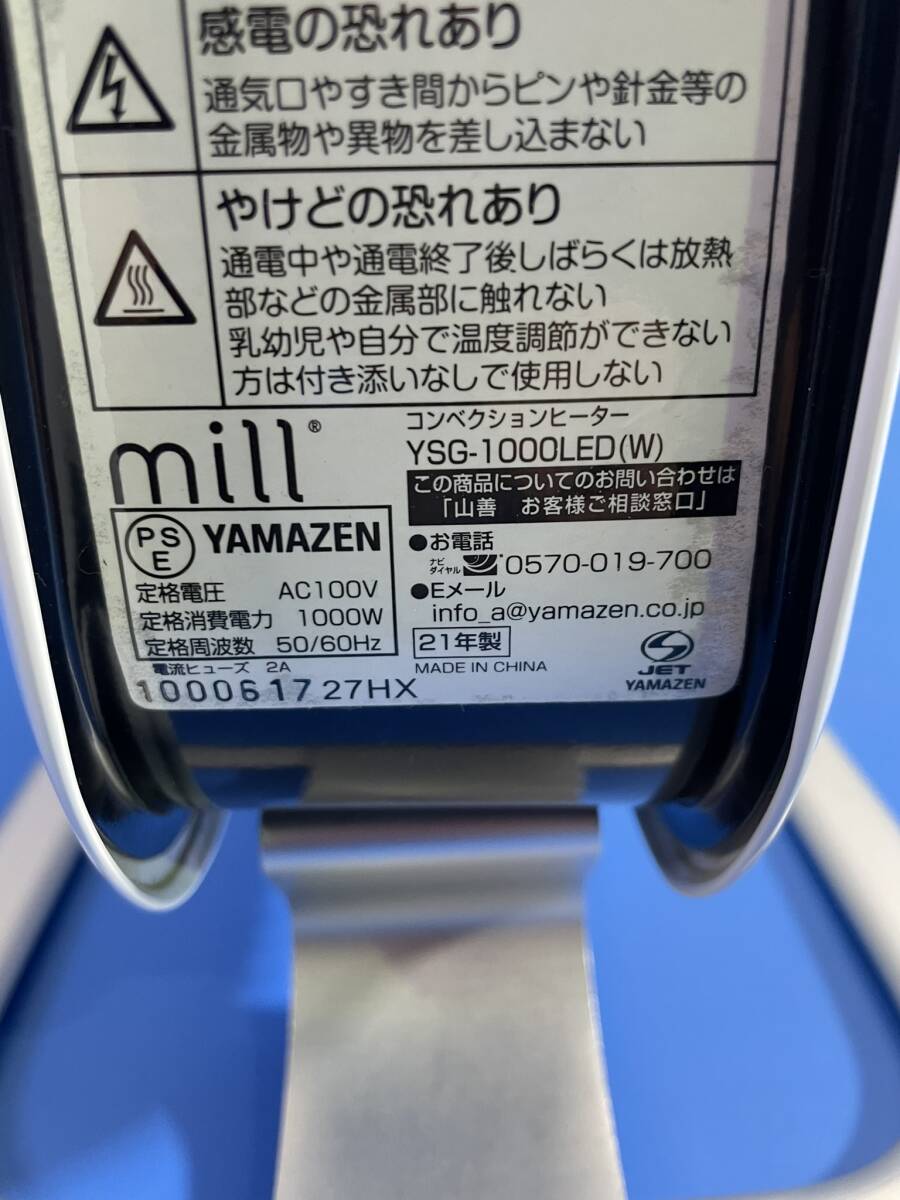 感電の恐れあり
通気口やすき間からピンや針金等の
金属物や異物を差し込まない
やけどの恐れあり
通電中や通電終了後しばらくは放熱
部などの金属部に触れない
乳幼児や自分で温度調節ができない
方は付き添いなしで使用しない
mill®
コンベクションヒーター
YSG-1000LED(W)
この商品についてのお問い合わせは
「山善 お客様ご相談窓口」
PSE YAMAZEN
定格電圧 AC100V
定格消費電力 1000W
定格周波数 50/60Hz
電流ヒューズ 2A
100061727HX
●お電話
ナビダイヤル 0570-019-700
●Eメール
info_a@yamazen.co.jp
21年製
MADE IN CHINA
S
JET
YAMAZEN